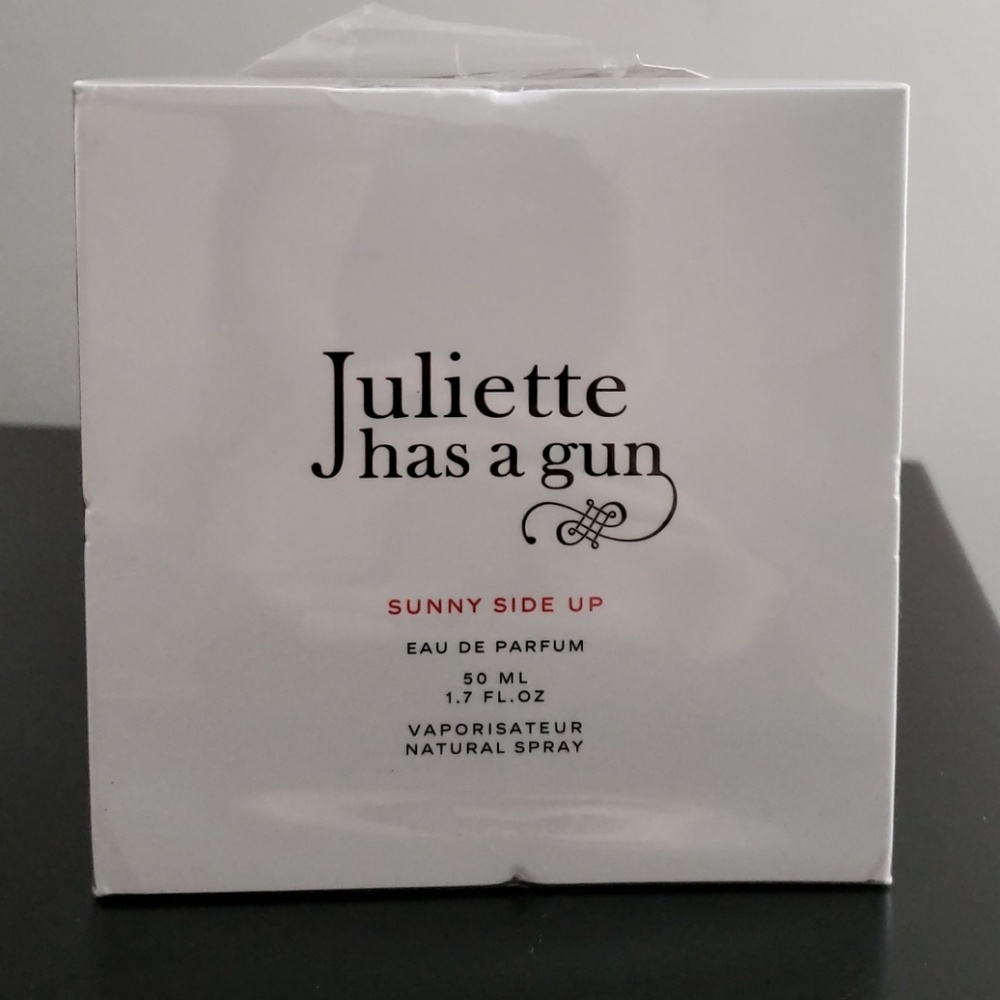 Juliette
has a gun
SUNNY SIDE UP
EAU DE PARFUM
50 ML
1.7 FL.OZ
VAPORISATEUR
NATURAL SPRAY